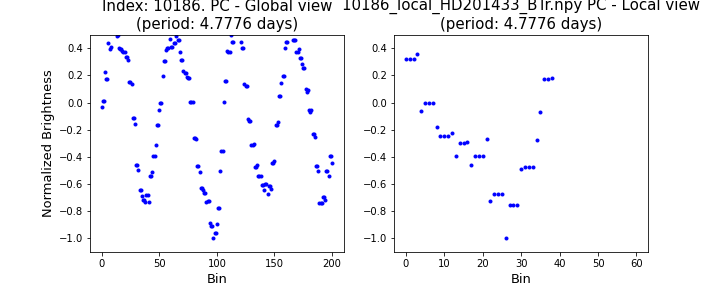 Index: 10186. PC - Global view
(period: 4.7776 days)
10186_local_HD201433_BTr.npy PC - Local view
(period: 4.7776 days)
Normalized Brightness
0.4
0.2
0.0
−0.2
−0.4
−0.6
−0.8
−1.0
0 50 100 150 200
Bin
0.4
0.2
0.0
−0.2
−0.4
−0.6
−0.8
−1.0
0 10 20 30 40 50 60
Bin